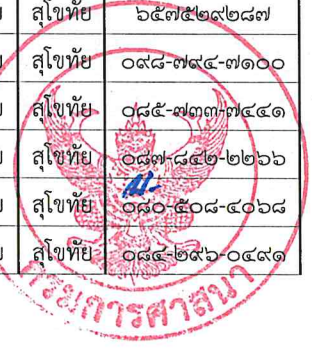 สุโขทัย ๖๕๗๕๒๙๒๘๗
ย สุโขทัย ๐๙๘-๗๙๔-๗๑๐๐
ย สุโขทัย ๐๘๕-๗๓๓-๗๔๔๑
ย สุโขทัย ๐๘๗-๘๔๒-๒๒๖๖
ย สุโขทัย ๐๘๐-๕๐๘-๔๐๖๘
ย สุโขทัย ๐๘๔-๒๙๖-๐๔๙๑
กรมการศาสนา